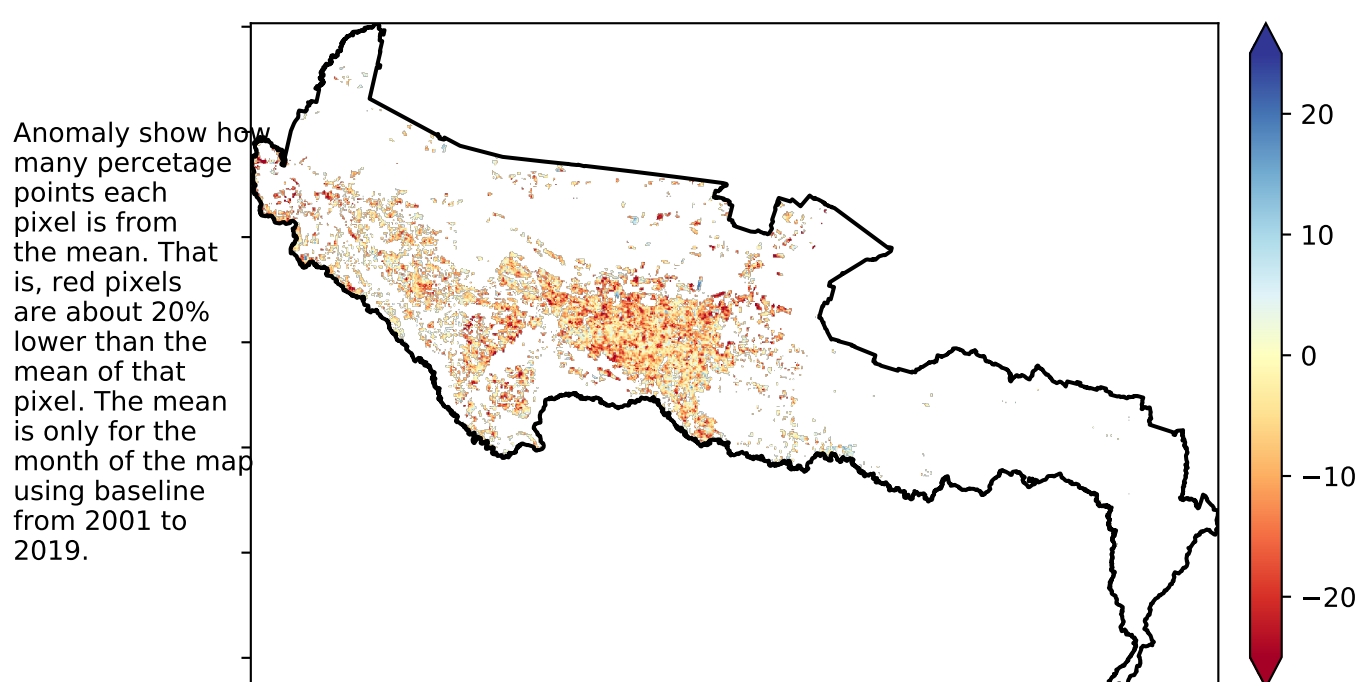 Anomaly show how
many percetage
points each
pixel is from
the mean. That
is, red pixels
are about 20%
lower than the
mean of that
pixel. The mean
is only for the
month of the map
using baseline
from 2001 to
2019.
20
10
0
−10
−20